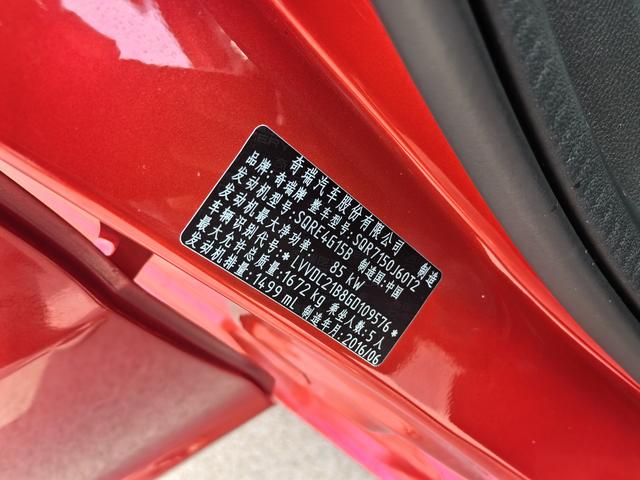 奇瑞汽车股份有限公司 制造
品牌:奇瑞牌 整车型号:SQR7150J60T2
发动机型号:SQRE4G15B 制造国:中国
发动机最大净功率: 85 KW
车辆识别代号:*LVVDC21B8GD109576*
最大允许总质量:1672 kg 乘坐人数:5人
发动机排量:1499 mL 制造年月:2016/06